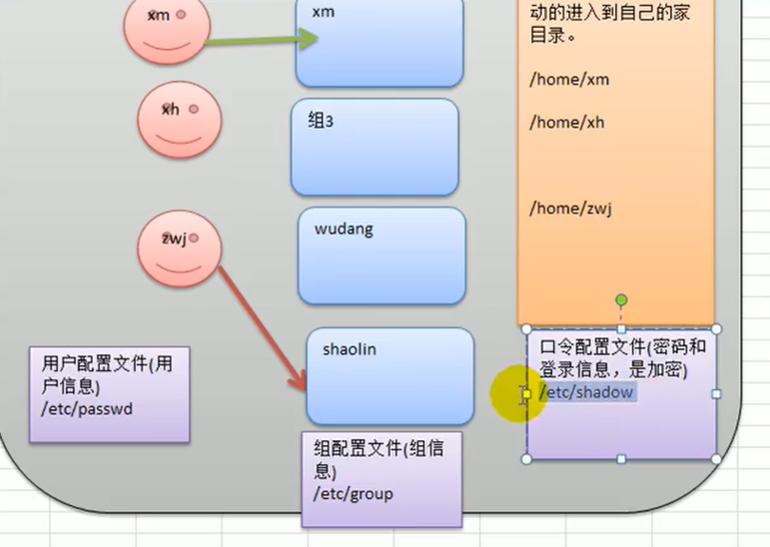 xm
xm
动的进入到自己的家
目录。
/home/xm
xh
组3
/home/xh
zwj
wudang
/home/zwj
shaolin
用户配置文件(用
户信息)
/etc/passwd
组配置文件(组信
息)
/etc/group
口令配置文件(密码和
登录信息，是加密)
/etc/shadow